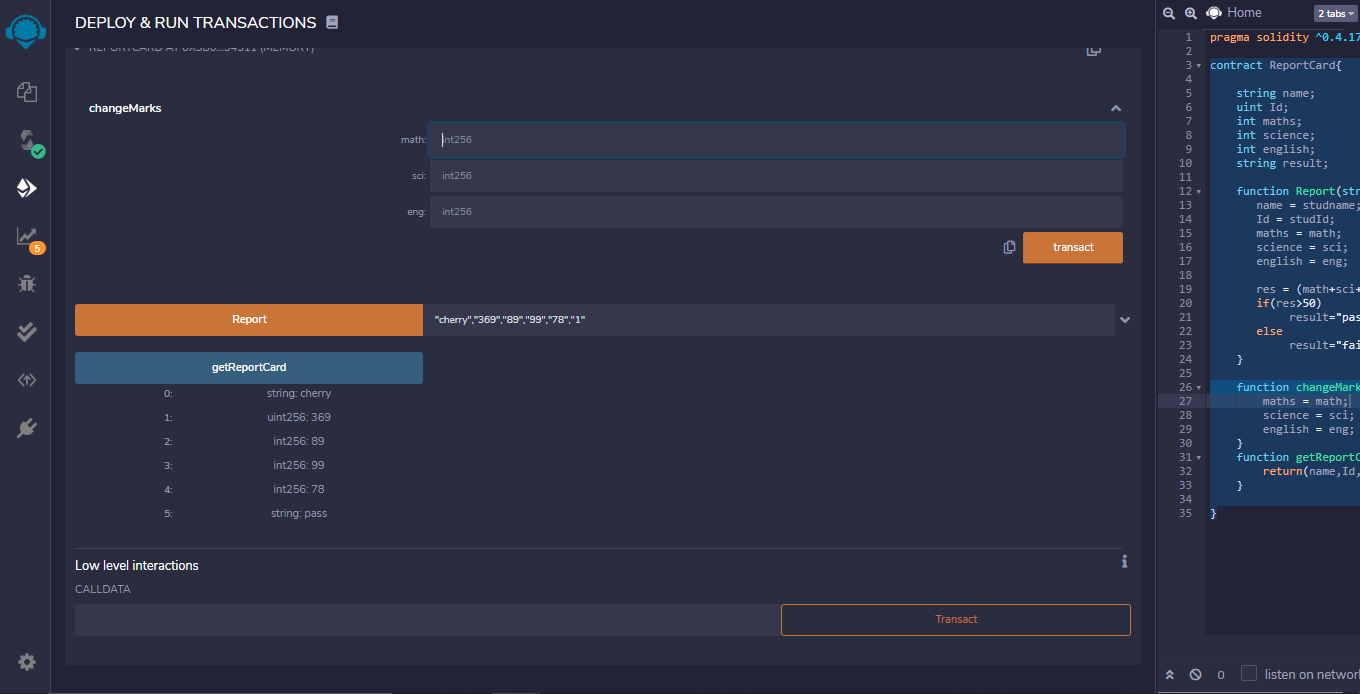 DEPLOY & RUN TRANSACTIONS
REPORTCARD AT 0X5B0...34511 (MEMORY)
changeMarks
math: int256
sci: int256
eng: int256
transact
Report "cherry","369","89","99","78","1"
getReportCard
0: string: cherry
1: uint256: 369
2: int256: 89
3: int256: 99
4: int256: 78
5: string: pass
Low level interactions
CALLDATA
Transact
5
Home 2 tabs
1 pragma solidity ^0.4.17
2
3 contract ReportCard{
4
5 string name;
6 uint Id;
7 int maths;
8 int science;
9 int english;
10 string result;
11
12 function Report(str
13 name = studname;
14 Id = studId;
15 maths = math;
16 science = sci;
17 english = eng;
18
19 res = (math+sci+
20 if(res>50)
21 result="pas
22 else
23 result="fai
24 }
25
26 function changeMark
27 maths = math;
28 science = sci;
29 english = eng;
30 }
31 function getReportC
32 return(name,Id,
33 }
34
35 }
0 listen on network